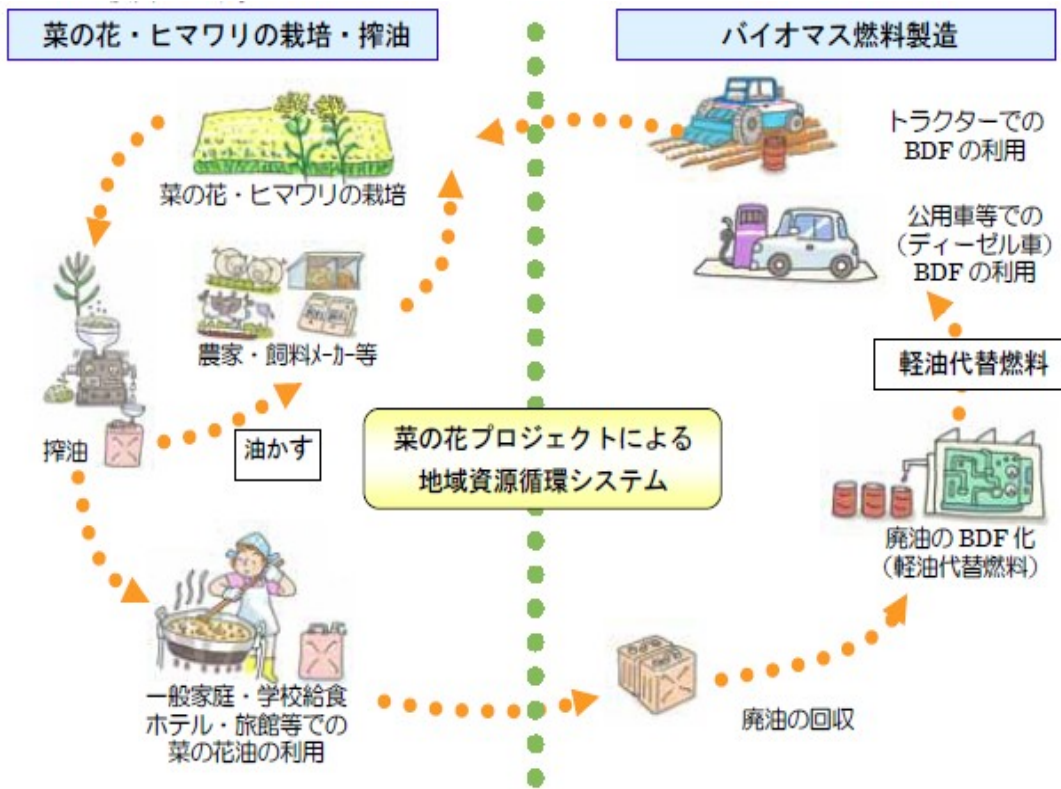 菜の花・ヒマワリの栽培・搾油
バイオマス燃料製造
菜の花・ヒマワリの栽培
トラクターでの
BDF の利用
公用車等での
（ディーゼル車）
BDF の利用
農家・飼料メーカー等
軽油代替燃料
搾油
油かす
菜の花プロジェクトによる
地域資源循環システム
廃油の BDF 化
（軽油代替燃料）
一般家庭・学校給食
ホテル・旅館等での
菜の花油の利用
廃油の回収